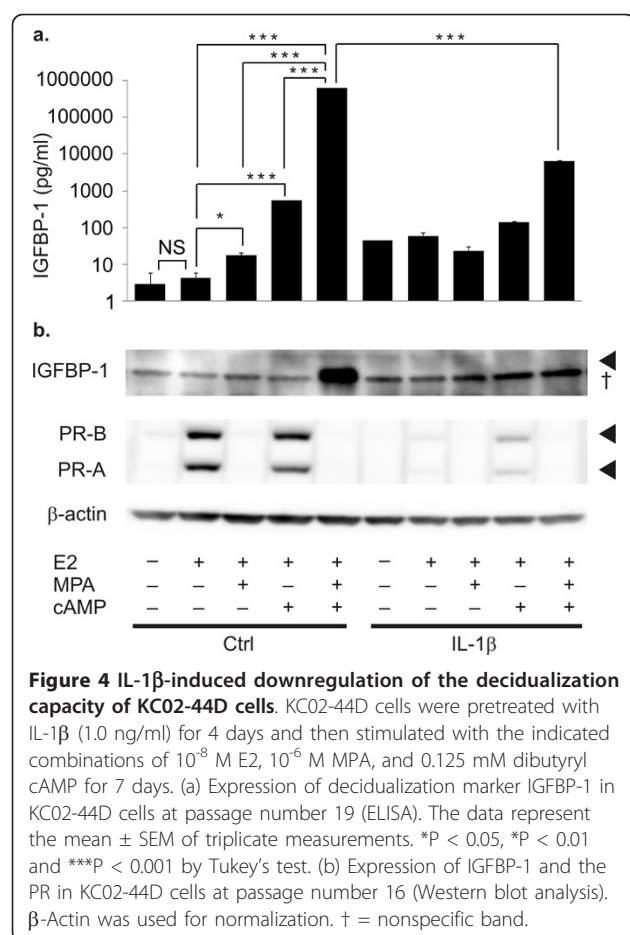 a.
*** ***
***
***
1000000
100000
10000
1000
100
10
1
IGFBP-1 (pg/ml)
***
*
NS
b.
IGFBP-1 †
PR-B
PR-A
β-actin
E2 – + + + + – + + + +
MPA – – + – + – – + – +
cAMP – – – + + – – – + +
Ctrl IL-1β
Figure 4 IL-1β-induced downregulation of the decidualization
capacity of KC02-44D cells. KC02-44D cells were pretreated with
IL-1β (1.0 ng/ml) for 4 days and then stimulated with the indicated
combinations of 10⁻⁸ M E2, 10⁻⁶ M MPA, and 0.125 mM dibutyryl
cAMP for 7 days. (a) Expression of decidualization marker IGFBP-1 in
KC02-44D cells at passage number 19 (ELISA). The data represent
the mean ± SEM of triplicate measurements. *P < 0.05, *P < 0.01
and ***P < 0.001 by Tukey's test. (b) Expression of IGFBP-1 and the
PR in KC02-44D cells at passage number 16 (Western blot analysis).
β-Actin was used for normalization. † = nonspecific band.